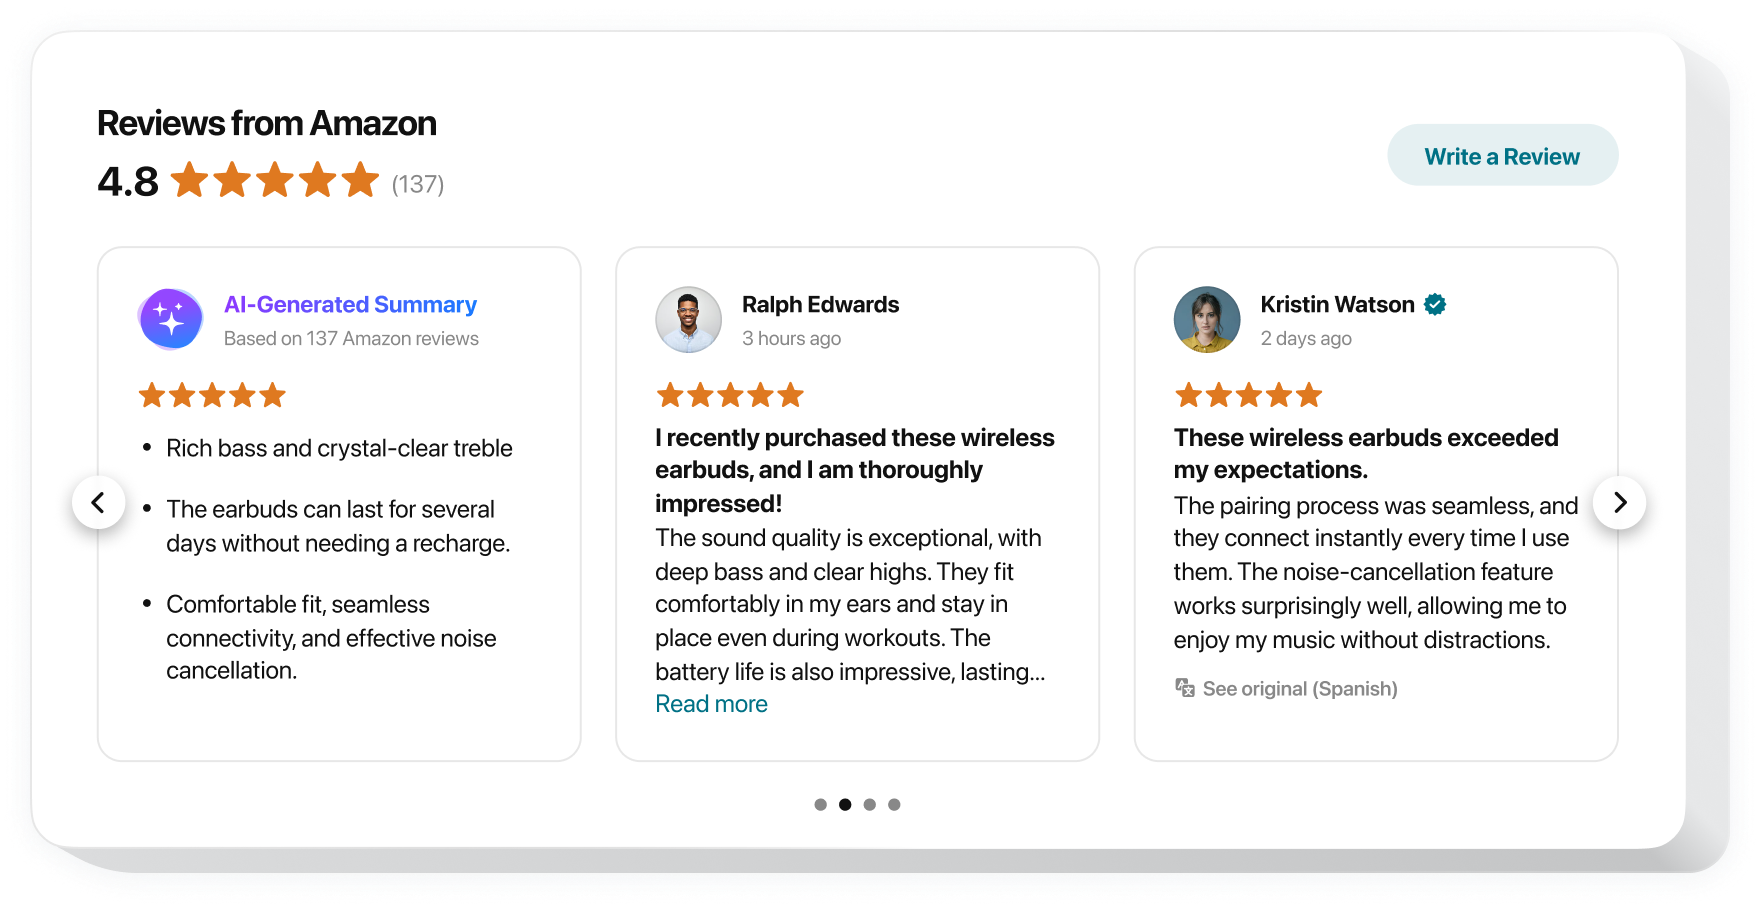 Reviews from Amazon
4.8 (137)
Write a Review
AI-Generated Summary
Based on 137 Amazon reviews
• Rich bass and crystal-clear treble
• The earbuds can last for several
days without needing a recharge.
• Comfortable fit, seamless
connectivity, and effective noise
cancellation.
Ralph Edwards
3 hours ago
I recently purchased these wireless
earbuds, and I am thoroughly
impressed!
The sound quality is exceptional, with
deep bass and clear highs. They fit
comfortably in my ears and stay in
place even during workouts. The
battery life is also impressive, lasting...
Read more
Kristin Watson
2 days ago
These wireless earbuds exceeded
my expectations.
The pairing process was seamless, and
they connect instantly every time I use
them. The noise-cancellation feature
works surprisingly well, allowing me to
enjoy my music without distractions.
See original (Spanish)